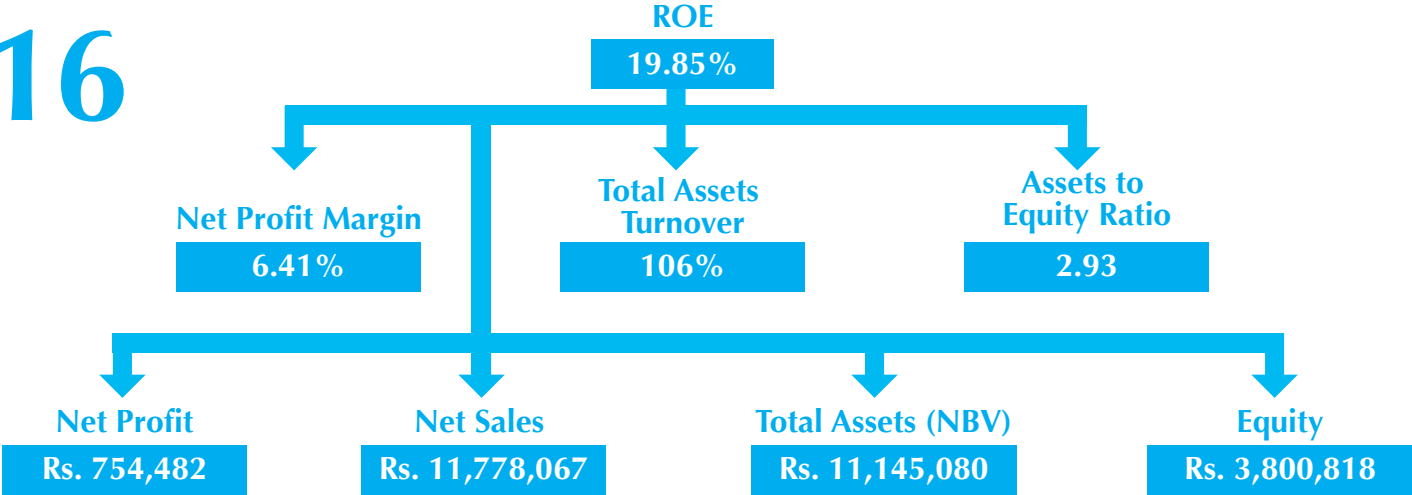 16
ROE
19.85%
Net Profit Margin
6.41%
Total Assets
Turnover
106%
Assets to
Equity Ratio
2.93
Net Profit
Rs. 754,482
Net Sales
Rs. 11,778,067
Total Assets (NBV)
Rs. 11,145,080
Equity
Rs. 3,800,818